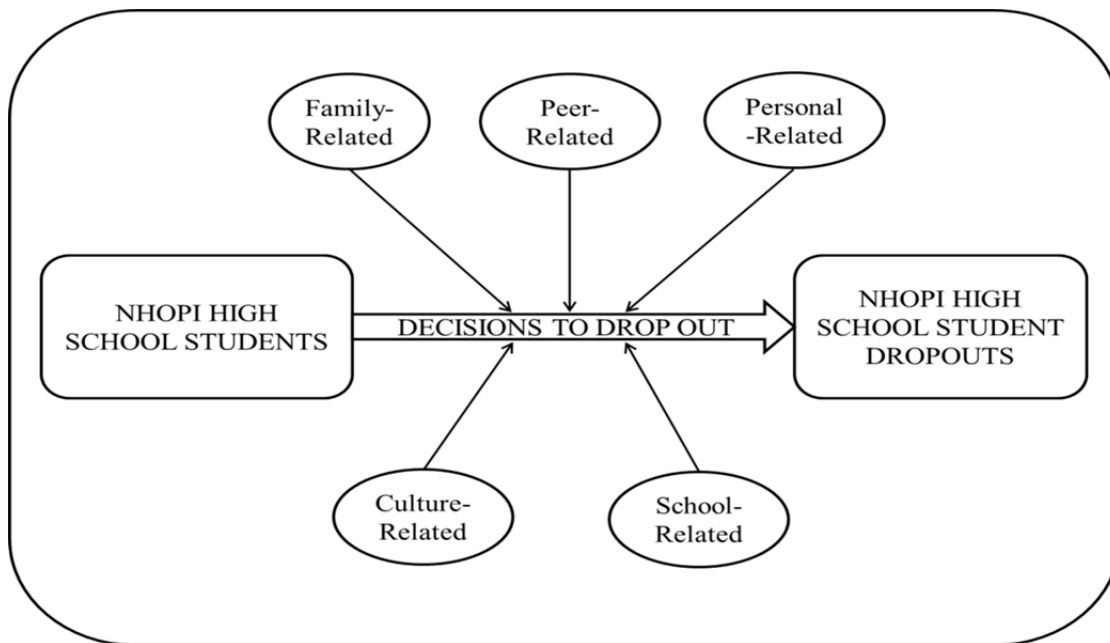 Family-
Related
Peer-
Related
Personal
-Related
NHOPI HIGH
SCHOOL STUDENTS
DECISIONS TO DROP OUT
NHOPI HIGH
SCHOOL STUDENT
DROPOUTS
Culture-
Related
School-
Related